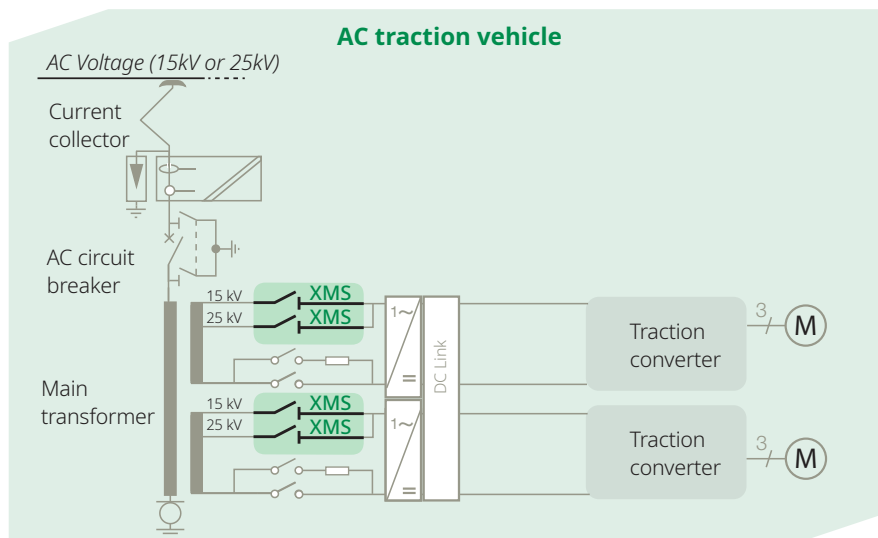 AC traction vehicle
AC Voltage (15kV or 25kV)
Current
collector
AC circuit
breaker
15 kV
XMS
25 kV
XMS
1~
=
DC Link
Traction
converter
3
M
Main
transformer
15 kV
XMS
25 kV
XMS
1~
=
Traction
converter
3
M